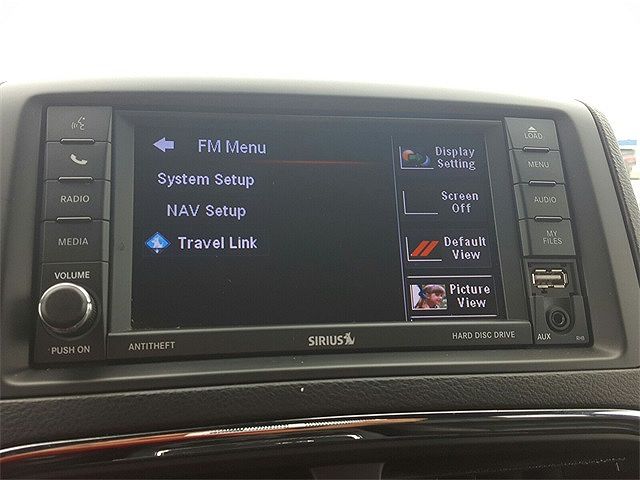 FM Menu
System Setup
NAV Setup
Travel Link
Display
Setting
Screen
Off
Default
View
Picture
View
RADIO
MEDIA
VOLUME
PUSH ON
LOAD
MENU
AUDIO
MY
FILES
AUX
RHB
ANTITHEFT
SIRIUS
HARD DISC DRIVE